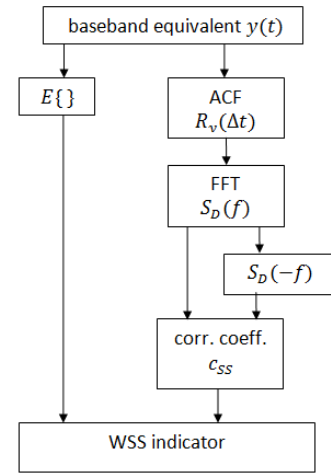 baseband equivalent y(t)
E{ }
ACF
R_v(Δt)
FFT
S_D(f)
S_D(−f)
corr. coeff.
c_SS
WSS indicator